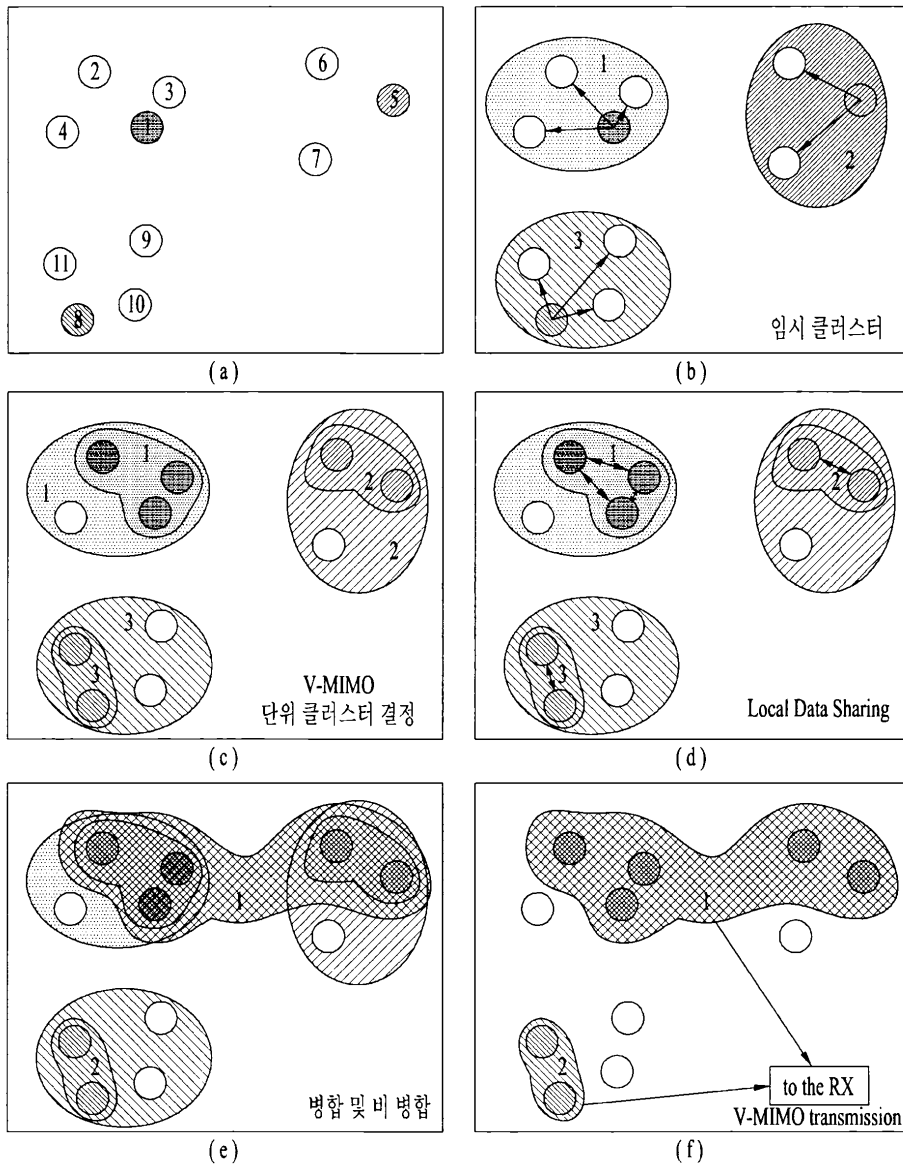 2
6
3
5
4
1
7
9
11
10
8
(a)
1
2
3
임시 클러스터
(b)
1
1
2
2
3
3
V-MIMO
단위 클러스터 결정
(c)
1
2
3
3
Local Data Sharing
(d)
1
2
병합 및 비 병합
(e)
1
2
to the RX
V-MIMO transmission
(f)